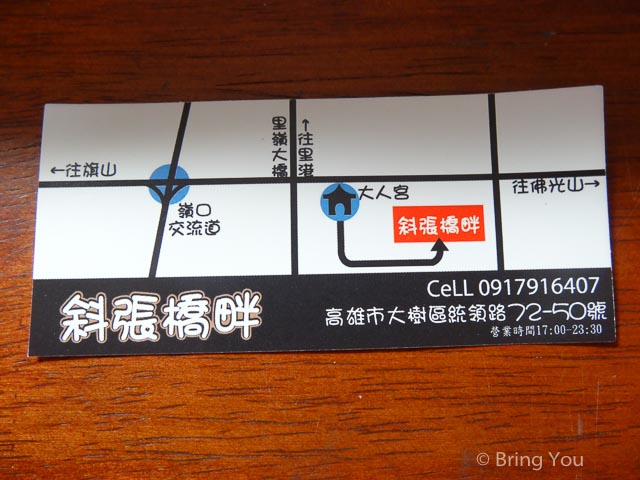 ←往旗山
嶺口
交流道
里嶺大橋
↑往里港
大人宮
往佛光山→
斜張橋畔
斜張橋畔
CeLL 0917916407
高雄市大樹區統領路72-50號
營業時間17:00-23:30
© Bring You